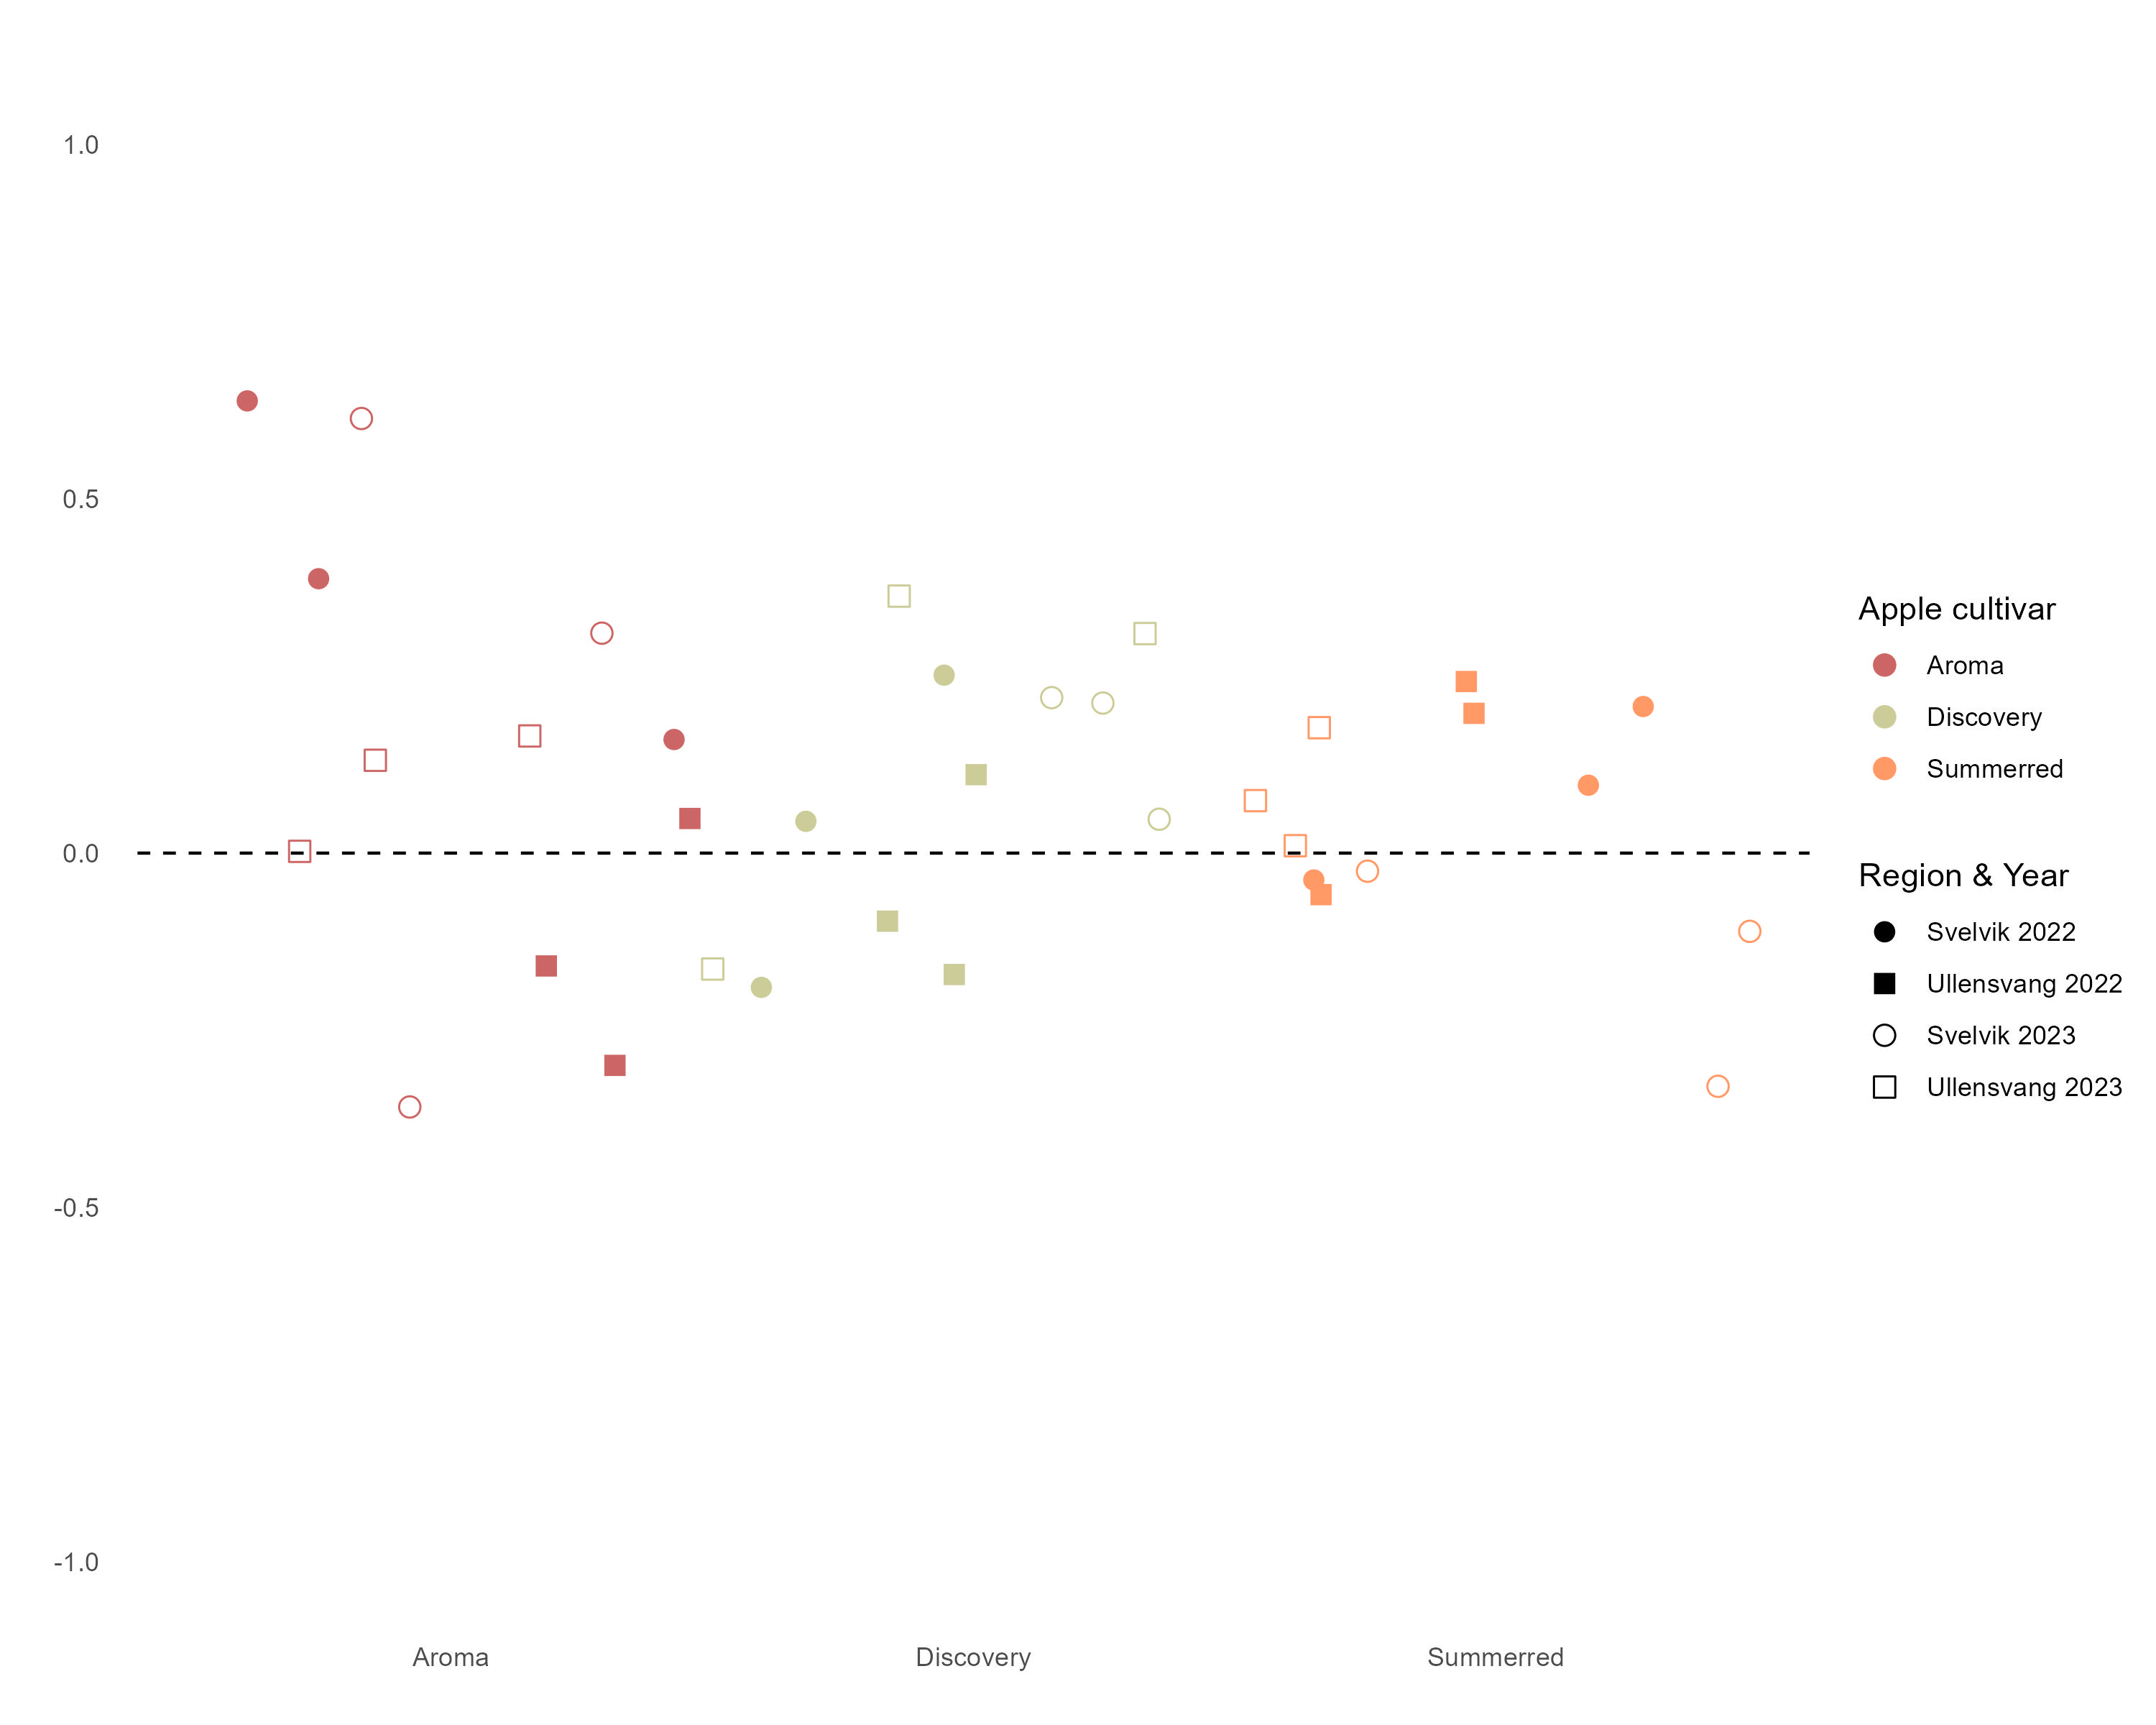 1.0
0.5
0.0
-0.5
-1.0
Aroma
Discovery
Summerred
Apple cultivar
Aroma
Discovery
Summerred
Region & Year
Svelvik 2022
Ullensvang 2022
Svelvik 2023
Ullensvang 2023